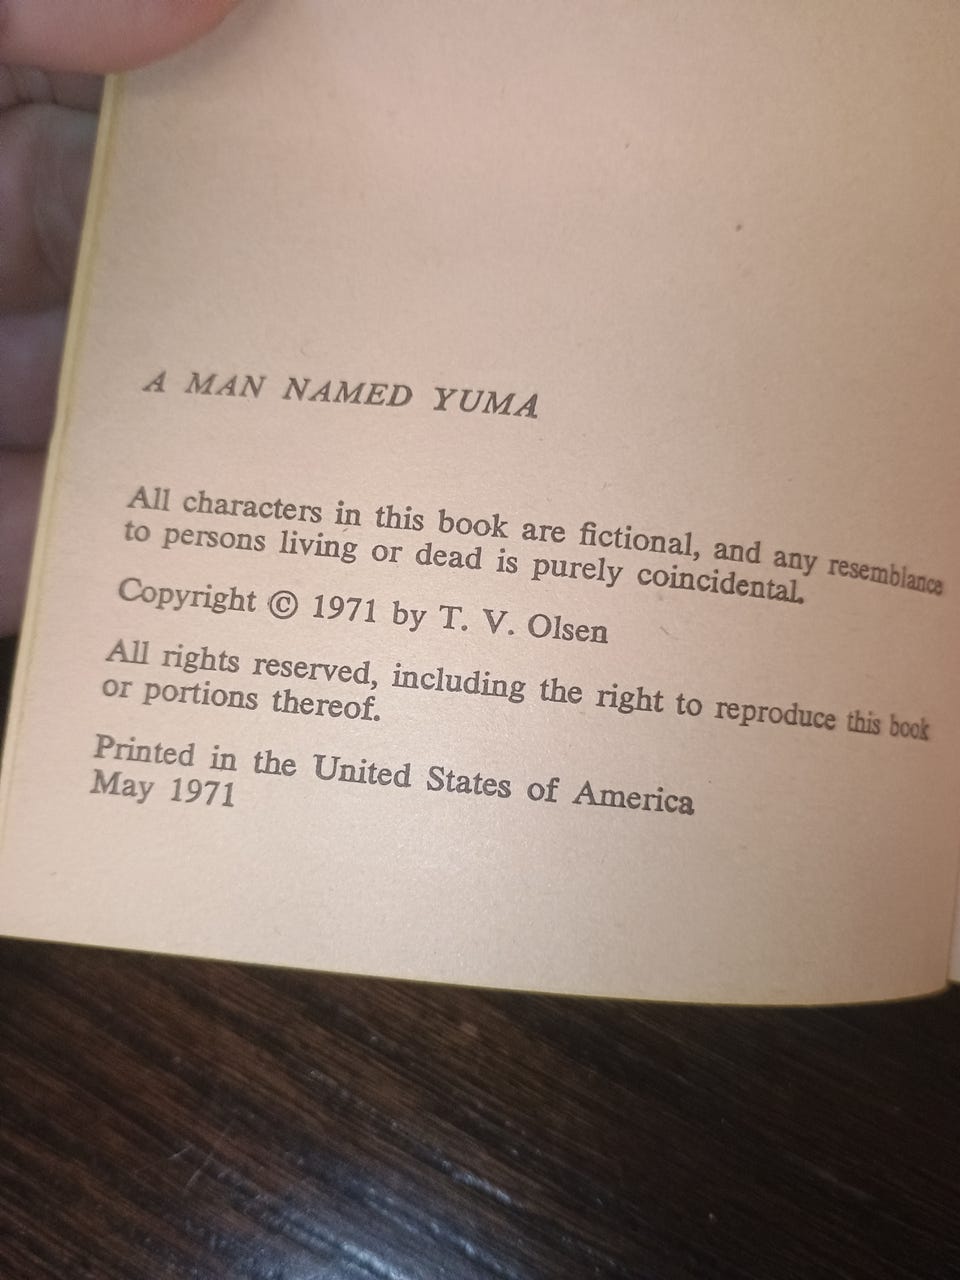 A MAN NAMED YUMA
All characters in this book are fictional, and any resemblance
to persons living or dead is purely coincidental.
Copyright © 1971 by T. V. Olsen
All rights reserved, including the right to reproduce this book
or portions thereof.
Printed in the United States of America
May 1971